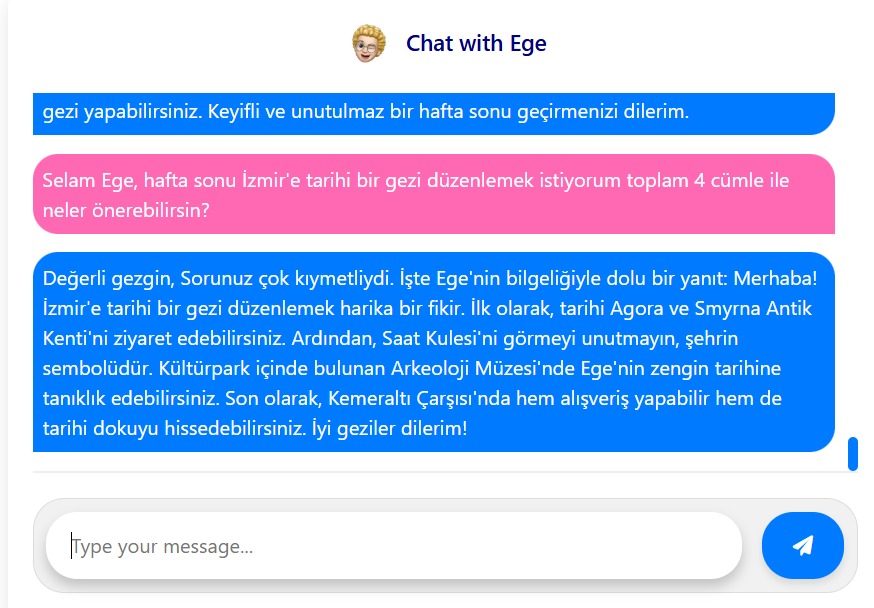 Chat with Ege
gezi yapabilirsiniz. Keyifli ve unutulmaz bir hafta sonu geçirmenizi dilerim.
Selam Ege, hafta sonu İzmir'e tarihi bir gezi düzenlemek istiyorum toplam 4 cümle ile
neler önerebilirsin?
Değerli gezgin, Sorunuz çok kıymetliydi. İşte Ege'nin bilgeliğiyle dolu bir yanıt: Merhaba!
İzmir'e tarihi bir gezi düzenlemek harika bir fikir. İlk olarak, tarihi Agora ve Smyrna Antik
Kenti'ni ziyaret edebilirsiniz. Ardından, Saat Kulesi'ni görmeyi unutmayın, şehrin
sembolüdür. Kültürpark içinde bulunan Arkeoloji Müzesi'nde Ege'nin zengin tarihine
tanıklık edebilirsiniz. Son olarak, Kemeraltı Çarşısı'nda hem alışveriş yapabilir hem de
tarihi dokuyu hissedebilirsiniz. İyi geziler dilerim!
Type your message...